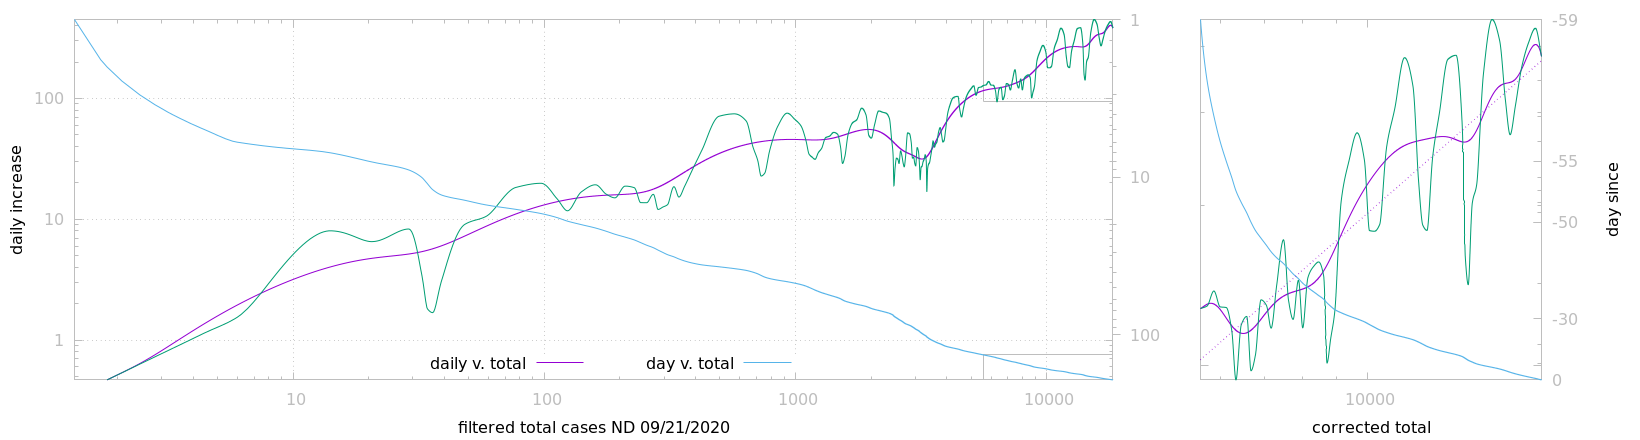 1
-59
100
10
-55
10
-50
1
100
-30
0
daily increase
day since
daily v. total
day v. total
10
100
1000
10000
10000
filtered total cases ND 09/21/2020
corrected total